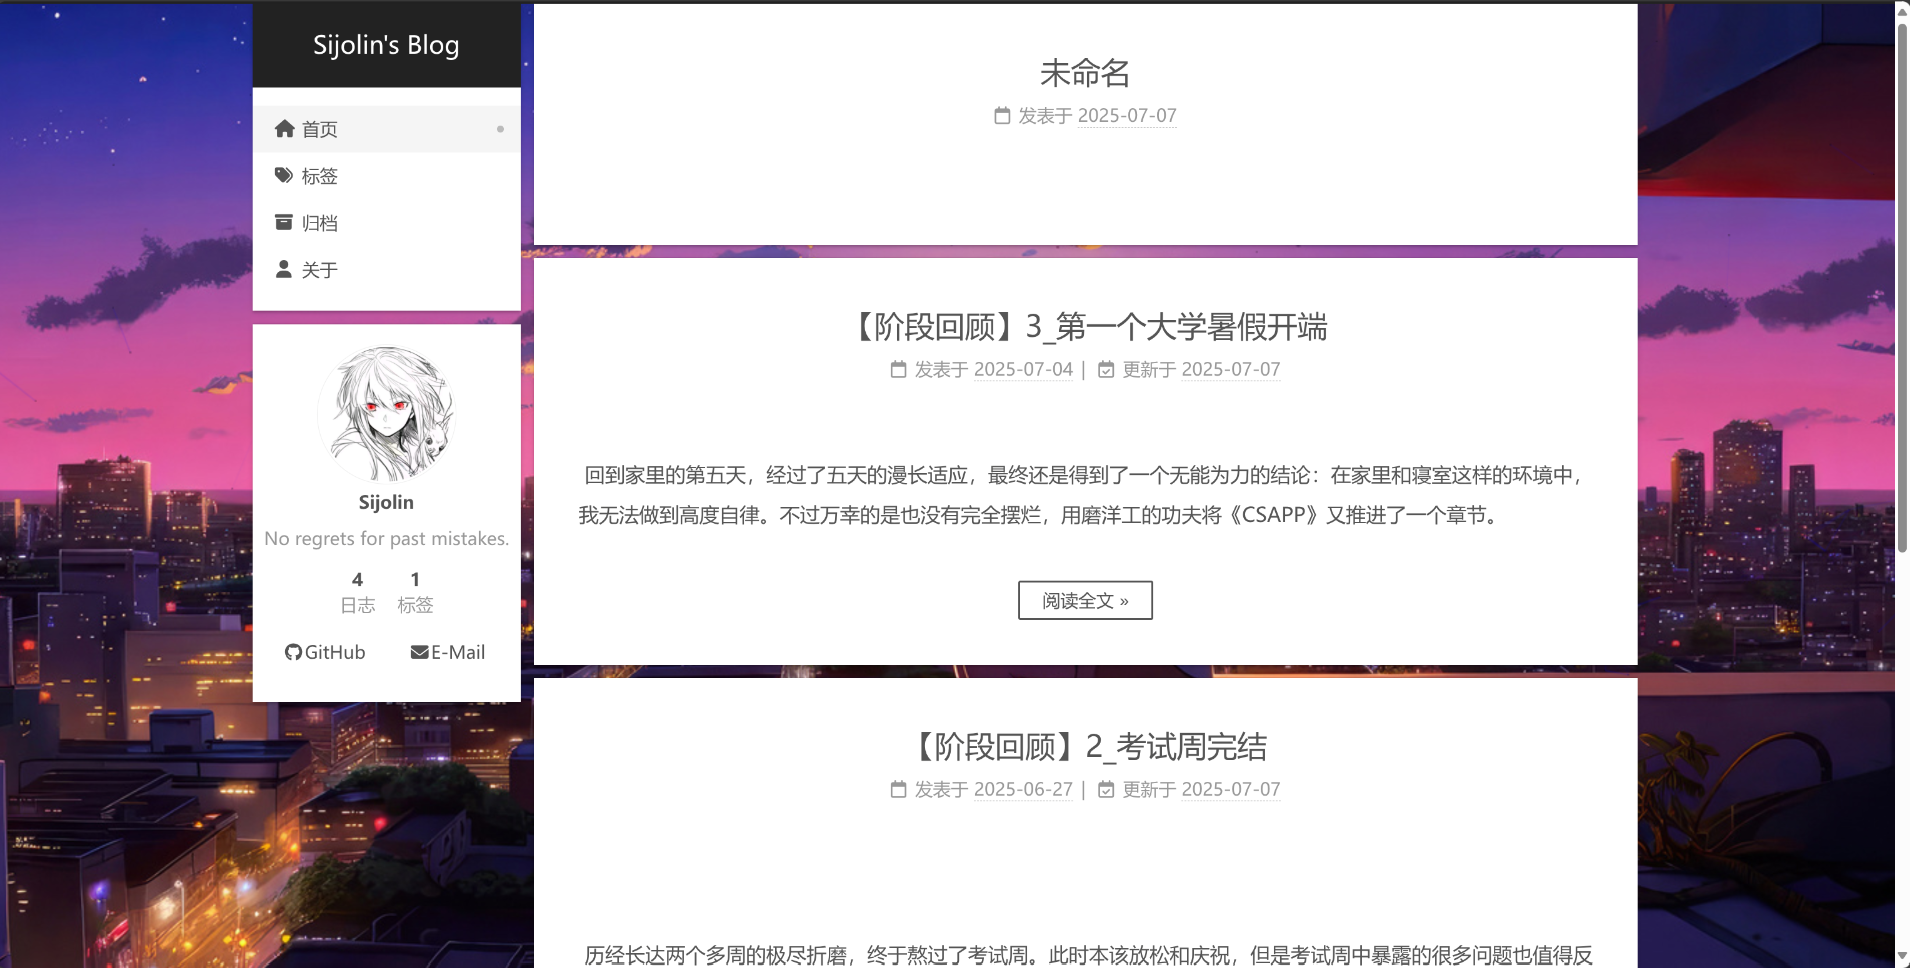 Sijolin's Blog
首页
标签
归档
关于
Sijolin
No regrets for past mistakes.
4 1
日志 标签
GitHub E-Mail
未命名
发表于 2025-07-07
【阶段回顾】3_第一个大学暑假开端
发表于 2025-07-04 | 更新于 2025-07-07
回到家里的第五天，经过了五天的漫长适应，最终还是得到了一个无能为力的结论：在家里和寝室这样的环境中，
我无法做到高度自律。不过万幸的是也没有完全摆烂，用磨洋工的功夫将《CSAPP》又推进了一个章节。
阅读全文 »
【阶段回顾】2_考试周完结
发表于 2025-06-27 | 更新于 2025-07-07
历经长达两个多周的极尽折磨，终于熬过了考试周。此时本该放松和庆祝，但是考试周中暴露的很多问题也值得反